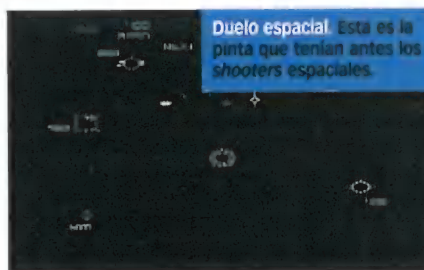 Duelo espacial. Esta es la
pinta que tenían antes los
shooters espaciales.